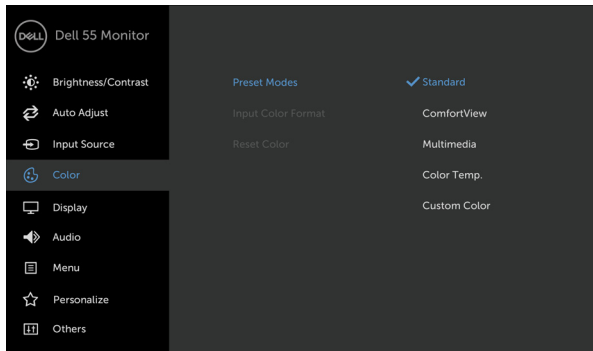 DELL Dell 55 Monitor
Brightness/Contrast Preset Modes Standard
Auto Adjust Input Color Format ComfortView
Input Source Reset Color Multimedia
Color Color Temp.
Display Custom Color
Audio
Menu
Personalize
Others